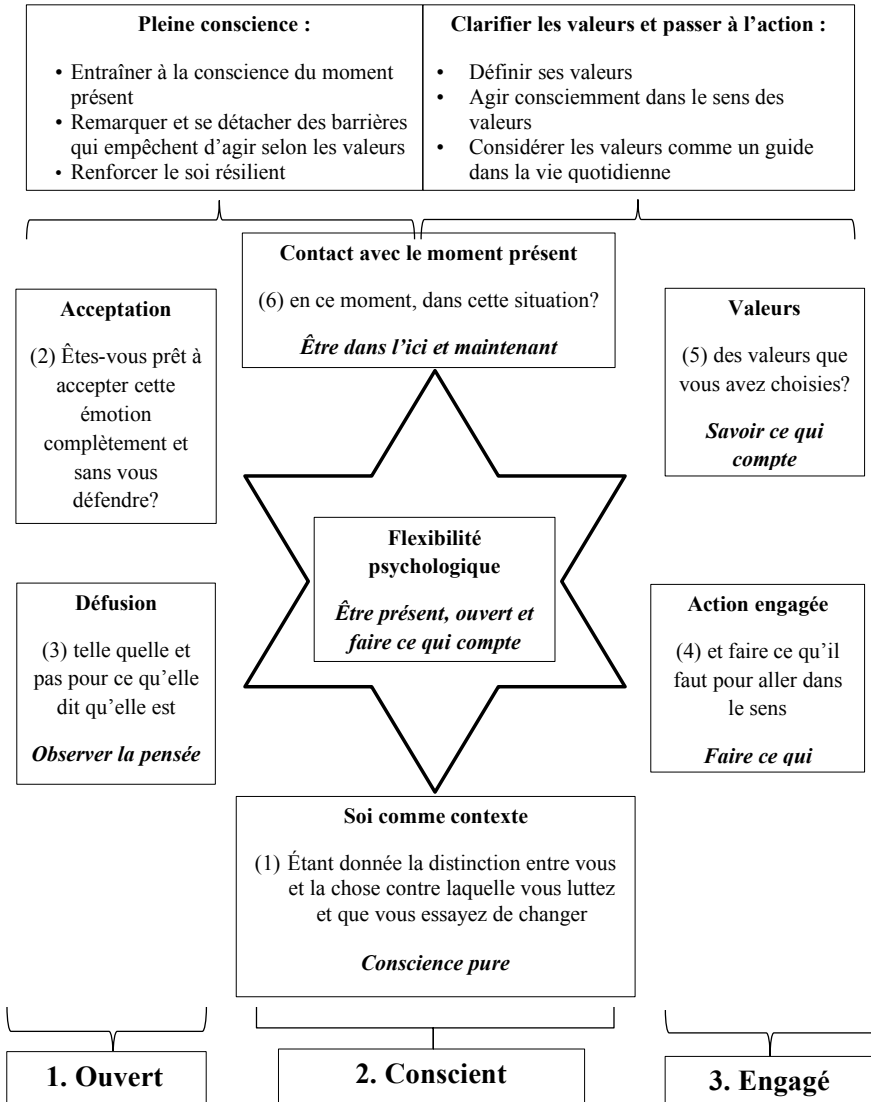 Pleine conscience :
• Entraîner à la conscience du moment
présent
• Remarquer et se détacher des barrières
qui empêchent d'agir selon les valeurs
• Renforcer le soi résilient
Clarifier les valeurs et passer à l'action :
• Définir ses valeurs
• Agir consciemment dans le sens des
valeurs
• Considérer les valeurs comme un guide
dans la vie quotidienne
Contact avec le moment présent
(6) en ce moment, dans cette situation?
Être dans l'ici et maintenant
Acceptation
(2) Êtes-vous prêt à
accepter cette
émotion
complètement et
sans vous
défendre?
Valeurs
(5) des valeurs que
vous avez choisies?
Savoir ce qui
compte
Flexibilité
psychologique
Être présent, ouvert et
faire ce qui compte
Défusion
(3) telle quelle et
pas pour ce qu'elle
dit qu'elle est
Observer la pensée
Action engagée
(4) et faire ce qu'il
faut pour aller dans
le sens
Faire ce qui
Soi comme contexte
(1) Étant donnée la distinction entre vous
et la chose contre laquelle vous luttez
et que vous essayez de changer
Conscience pure
1. Ouvert
2. Conscient
3. Engagé